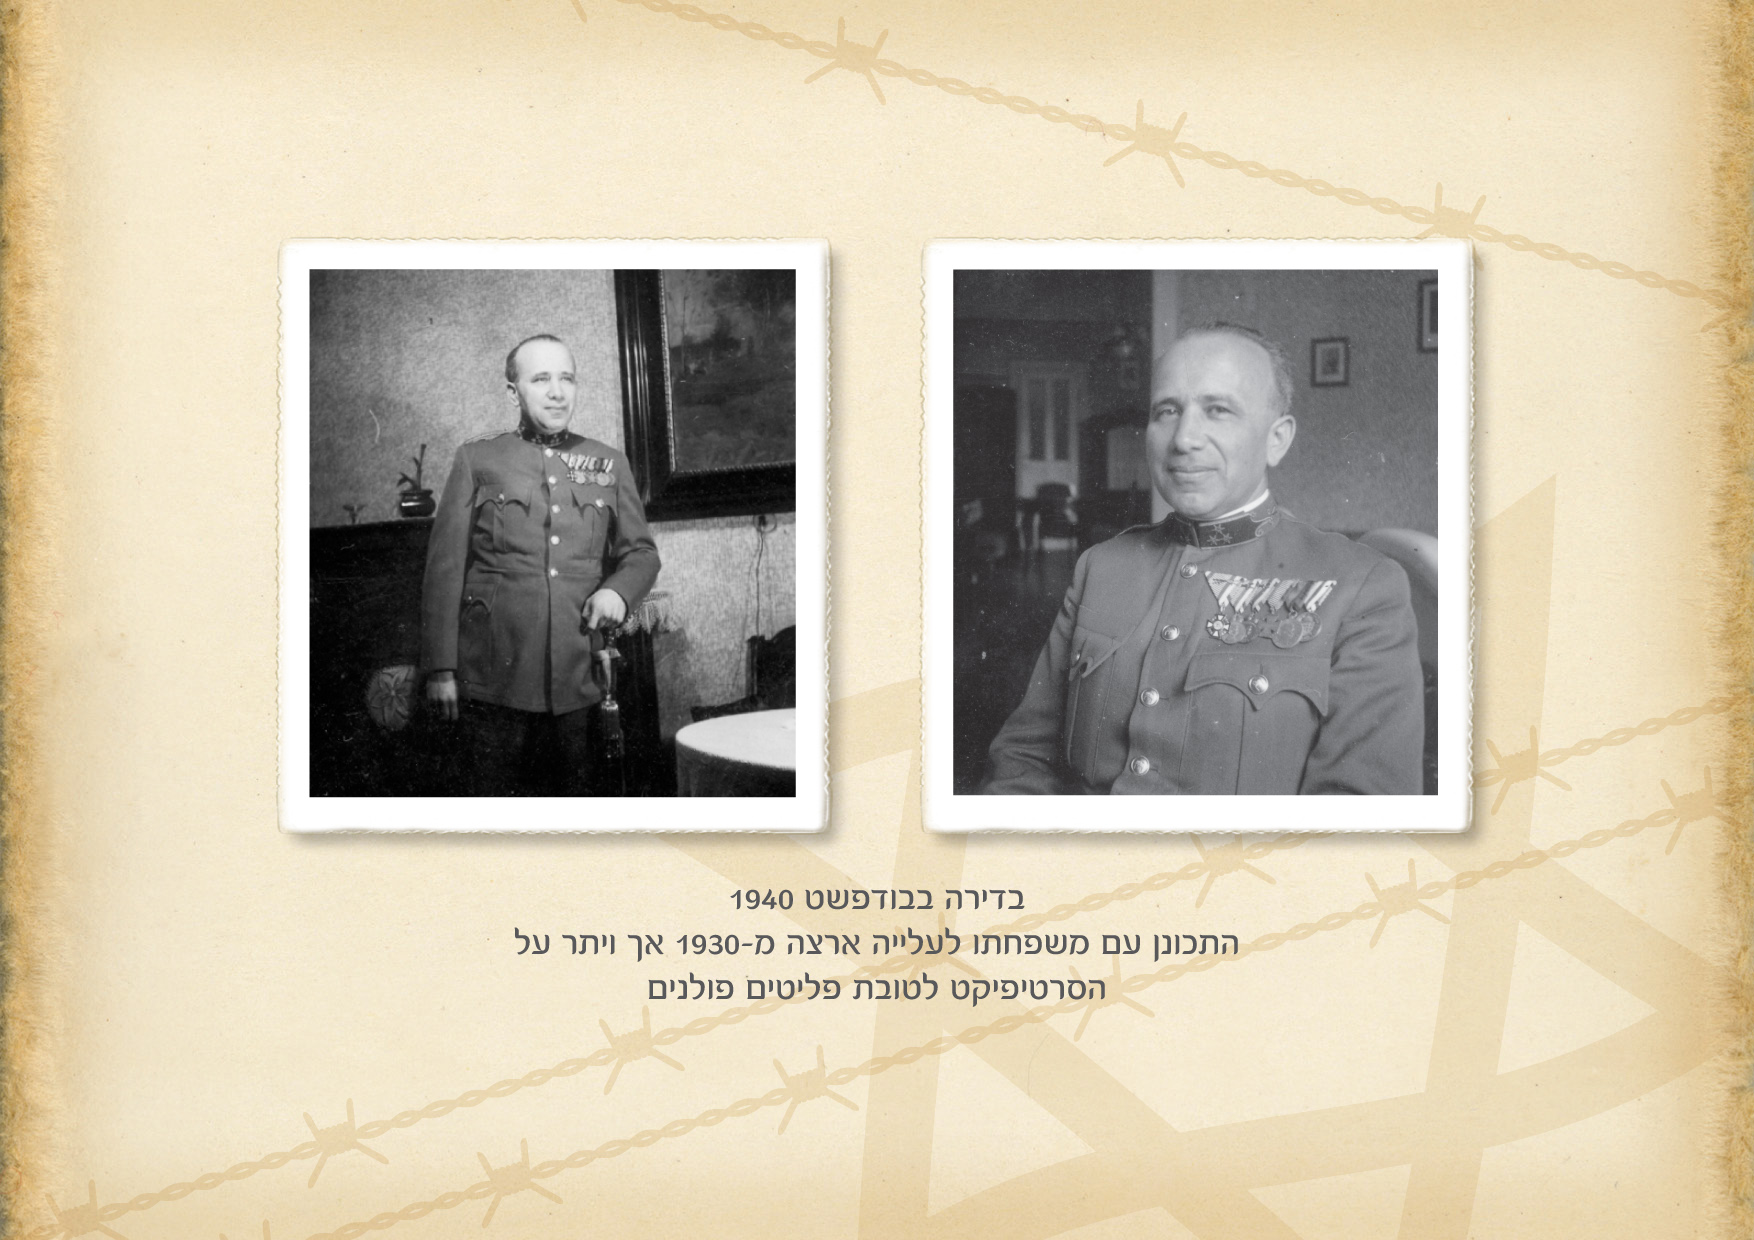 בדירה בבודפשט 1940
התכונן עם משפחתו לעלייה ארצה מ-1930 אך ויתר על
הסרטיפיקט לטובת פליטים פולנים